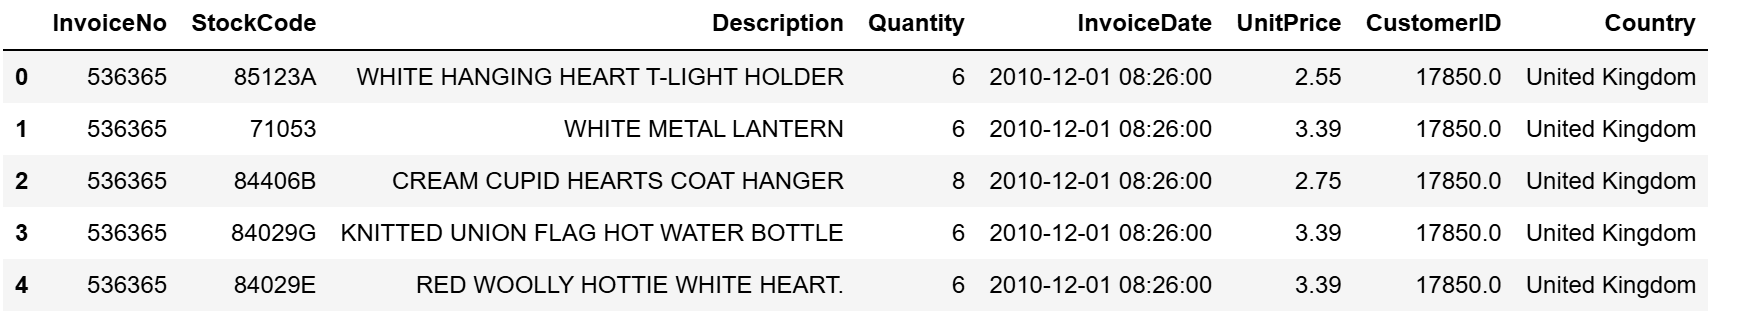 InvoiceNo StockCode Description Quantity InvoiceDate UnitPrice CustomerID Country
0 536365 85123A WHITE HANGING HEART T-LIGHT HOLDER 6 2010-12-01 08:26:00 2.55 17850.0 United Kingdom
1 536365 71053 WHITE METAL LANTERN 6 2010-12-01 08:26:00 3.39 17850.0 United Kingdom
2 536365 84406B CREAM CUPID HEARTS COAT HANGER 8 2010-12-01 08:26:00 2.75 17850.0 United Kingdom
3 536365 84029G KNITTED UNION FLAG HOT WATER BOTTLE 6 2010-12-01 08:26:00 3.39 17850.0 United Kingdom
4 536365 84029E RED WOOLLY HOTTIE WHITE HEART. 6 2010-12-01 08:26:00 3.39 17850.0 United Kingdom